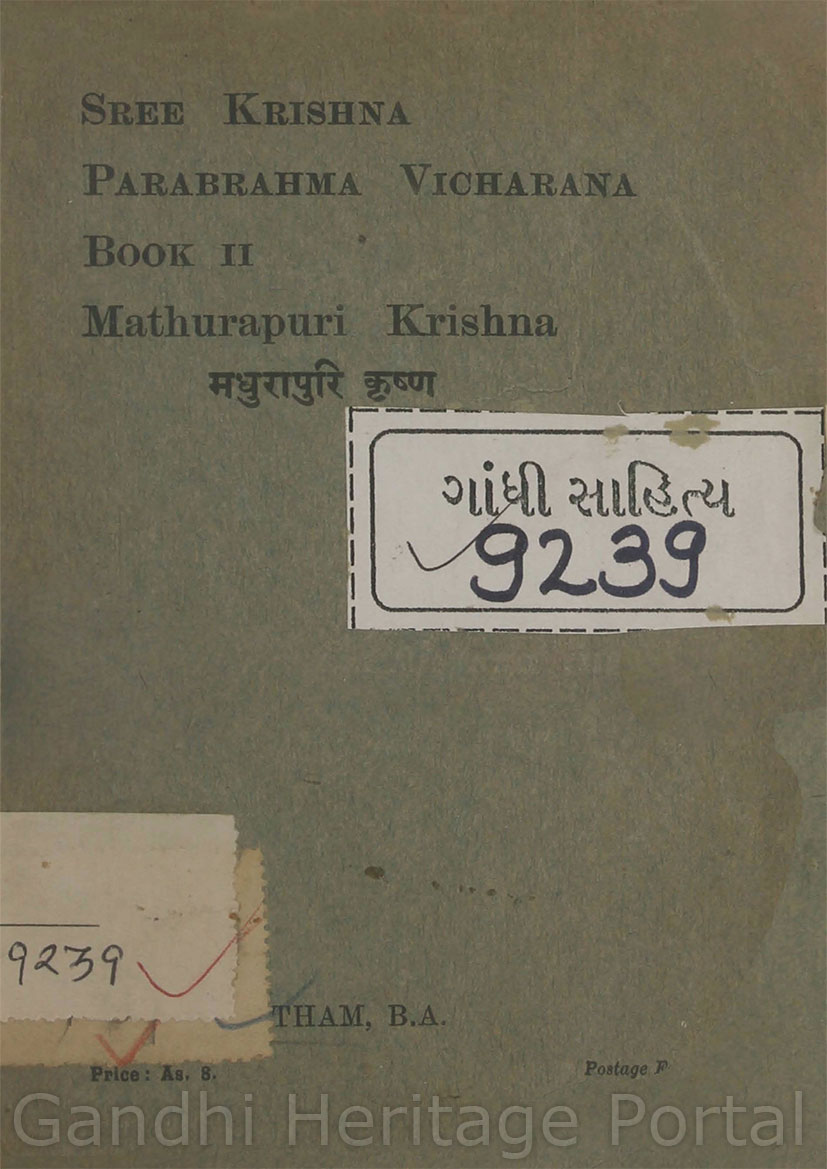 SREE KRISHNA
PARABRAHMA VICHARANA
BOOK II
Mathurapuri Krishna
मधुरापुरि कृष्ण
ગાંધી સાહિત્ય
9239
9239
THAM, B.A.
Price: As. 8.
Postage F
Gandhi Heritage Portal